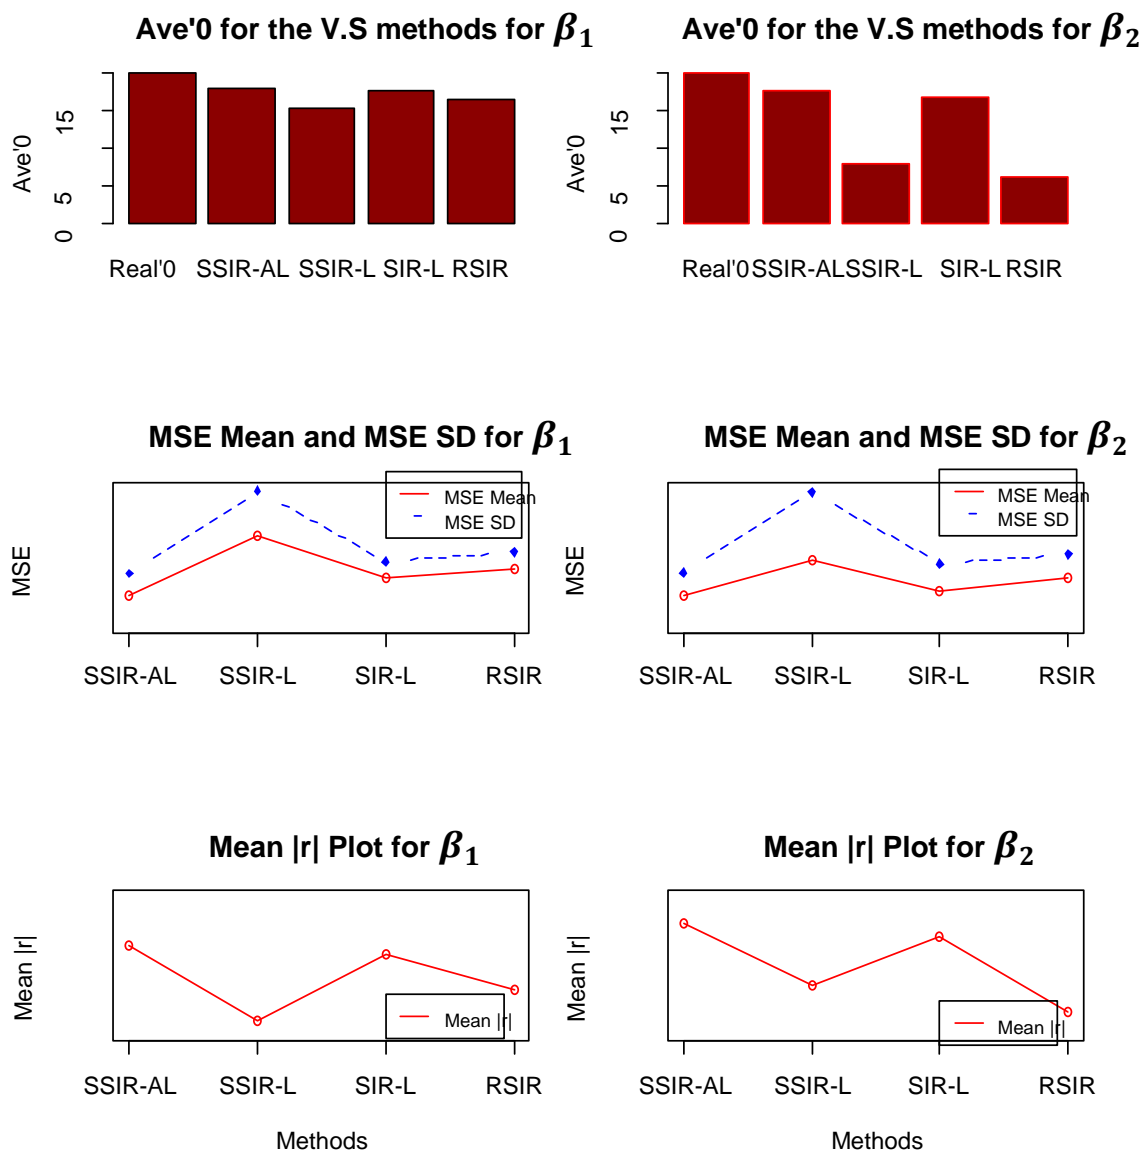 Ave'0 for the V.S methods for β1
Ave'0
0 5 15
Real'0 SSIR-AL SSIR-L SIR-L RSIR
Ave'0 for the V.S methods for β2
Ave'0
0 5 15
Real'0 SSIR-AL SSIR-L SIR-L RSIR
MSE Mean and MSE SD for β1
MSE
MSE Mean
MSE SD
SSIR-AL SSIR-L SIR-L RSIR
MSE Mean and MSE SD for β2
MSE
MSE Mean
MSE SD
SSIR-AL SSIR-L SIR-L RSIR
Mean |r| Plot for β1
Mean |r|
Mean |r|
SSIR-AL SSIR-L SIR-L RSIR
Methods
Mean |r| Plot for β2
Mean |r|
Mean |r|
SSIR-AL SSIR-L SIR-L RSIR
Methods